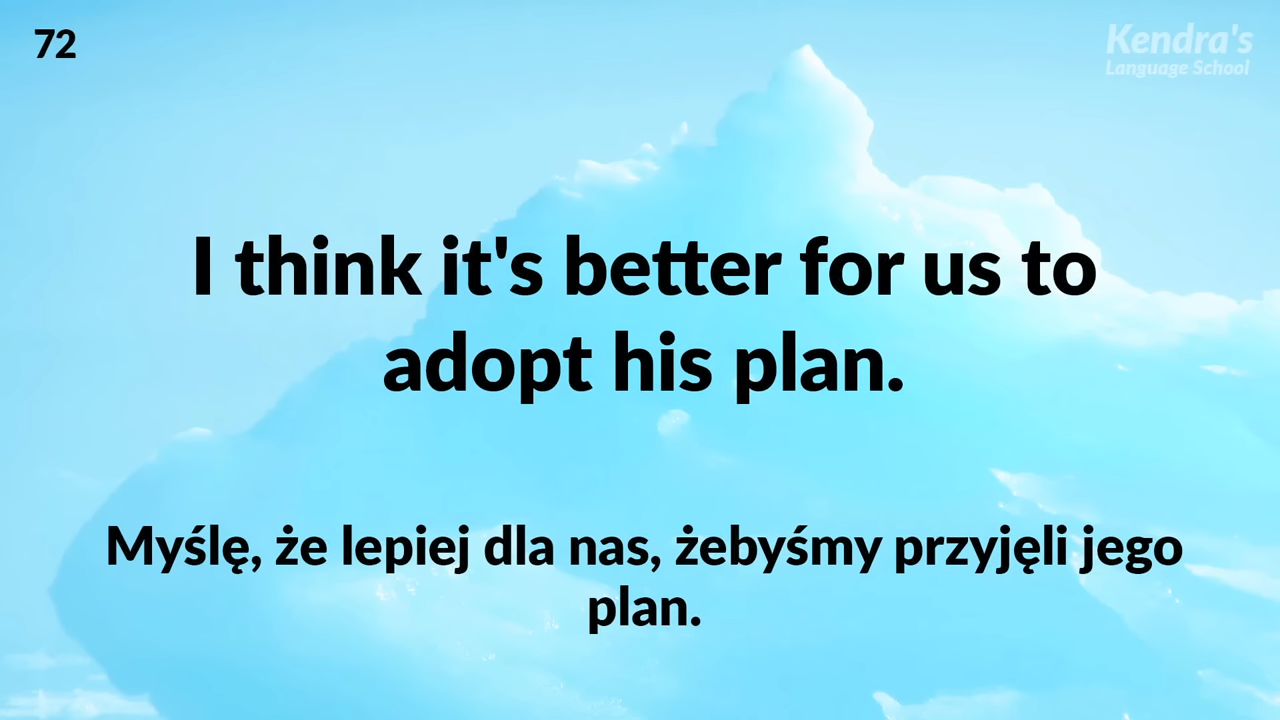 72
Kendra's
Language School
I think it's better for us to
adopt his plan.
Myślę, że lepiej dla nas, żebyśmy przyjęli jego
plan.